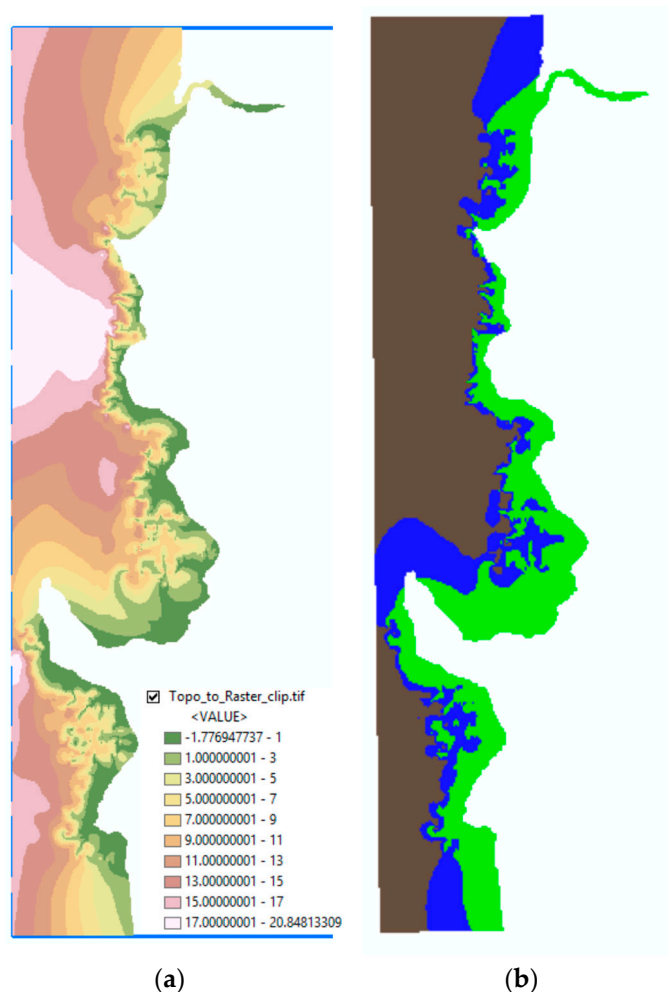 Topo_to_Raster_clip.tif
<VALUE>
-1.776947737 - 1
1.000000001 - 3
3.000000001 - 5
5.000000001 - 7
7.000000001 - 9
9.000000001 - 11
11.00000001 - 13
13.00000001 - 15
15.00000001 - 17
17.00000001 - 20.84813309
(a)
(b)